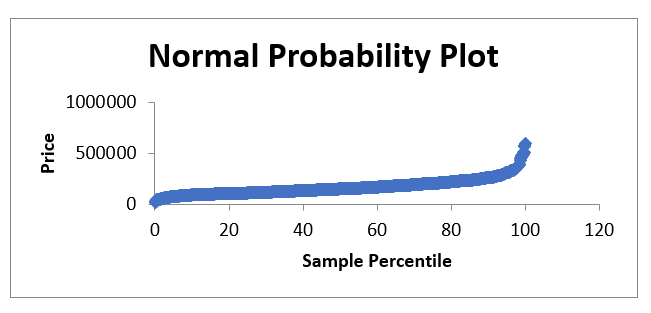 Normal Probability Plot
1000000
500000
0
Price
0 20 40 60 80 100 120
Sample Percentile